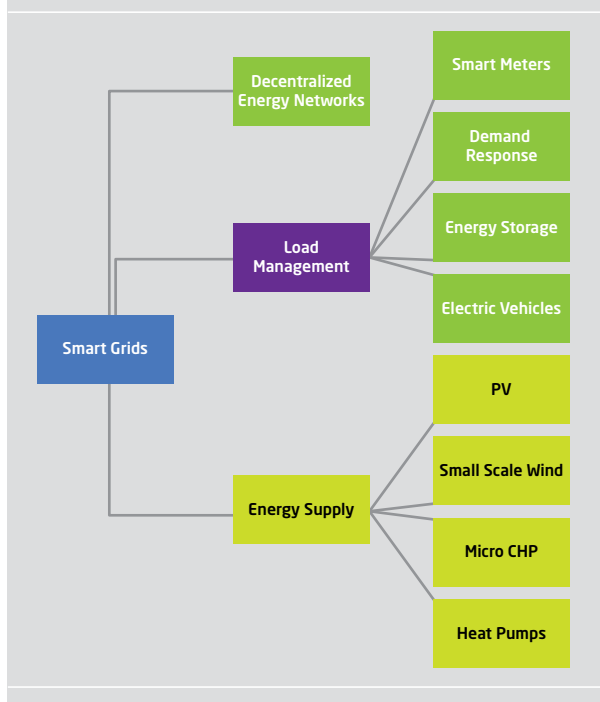 Smart Grids
Decentralized
Energy Networks
Load
Management
Smart Meters
Demand
Response
Energy Storage
Electric Vehicles
Energy Supply
PV
Small Scale Wind
Micro CHP
Heat Pumps